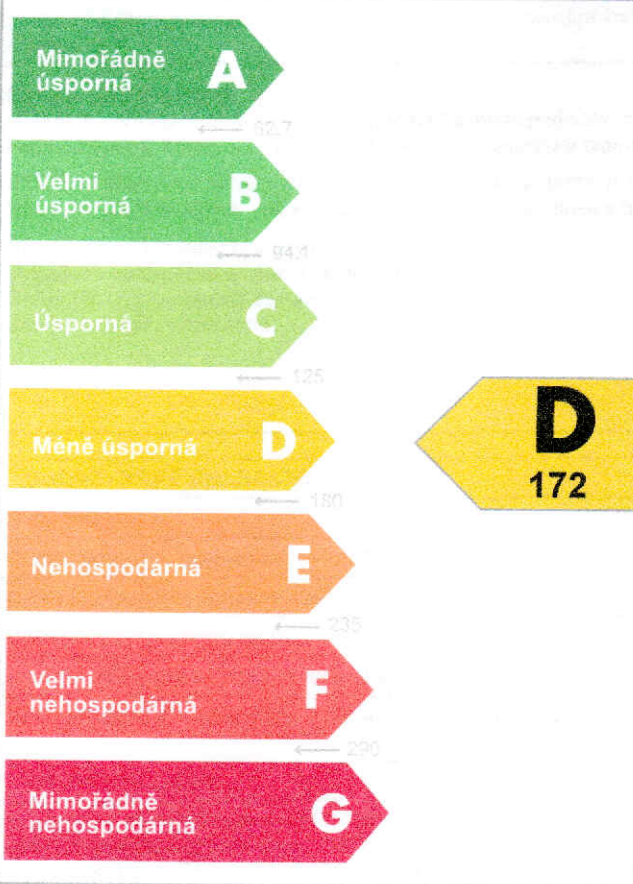 Mimořádně
úsporná
A
62.7
Velmi
úsporná
B
94.1
Úsporná
C
125
Méně úsporná
D
180
D
172
Nehospodárná
E
235
Velmi
nehospodárná
F
290
Mimořádně
nehospodárná
G